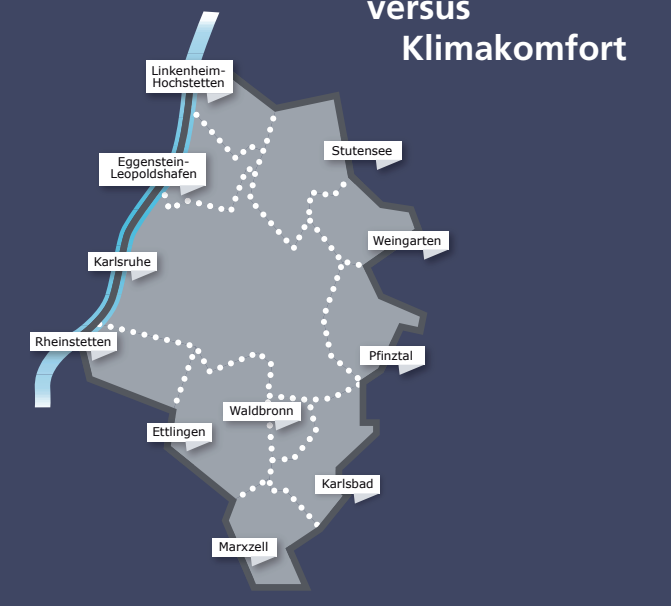 versus
Klimakomfort
Linkenheim-
Hochstetten
Stutensee
Eggenstein-
Leopoldshafen
Weingarten
Karlsruhe
Rheinstetten
Pfinztal
Waldbronn
Ettlingen
Karlsbad
Marxzell